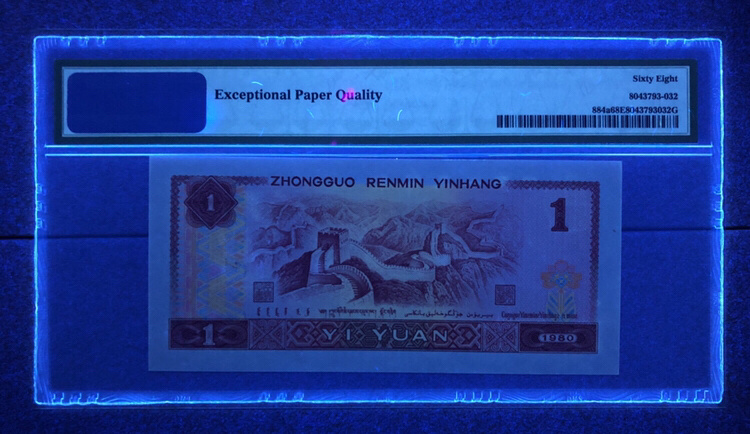 Sixty Eight
Exceptional Paper Quality
8043793-032
884a68E8043793032G
ZHONGGUO RENMIN YINHANG
1
1
1
YI YUAN
1980